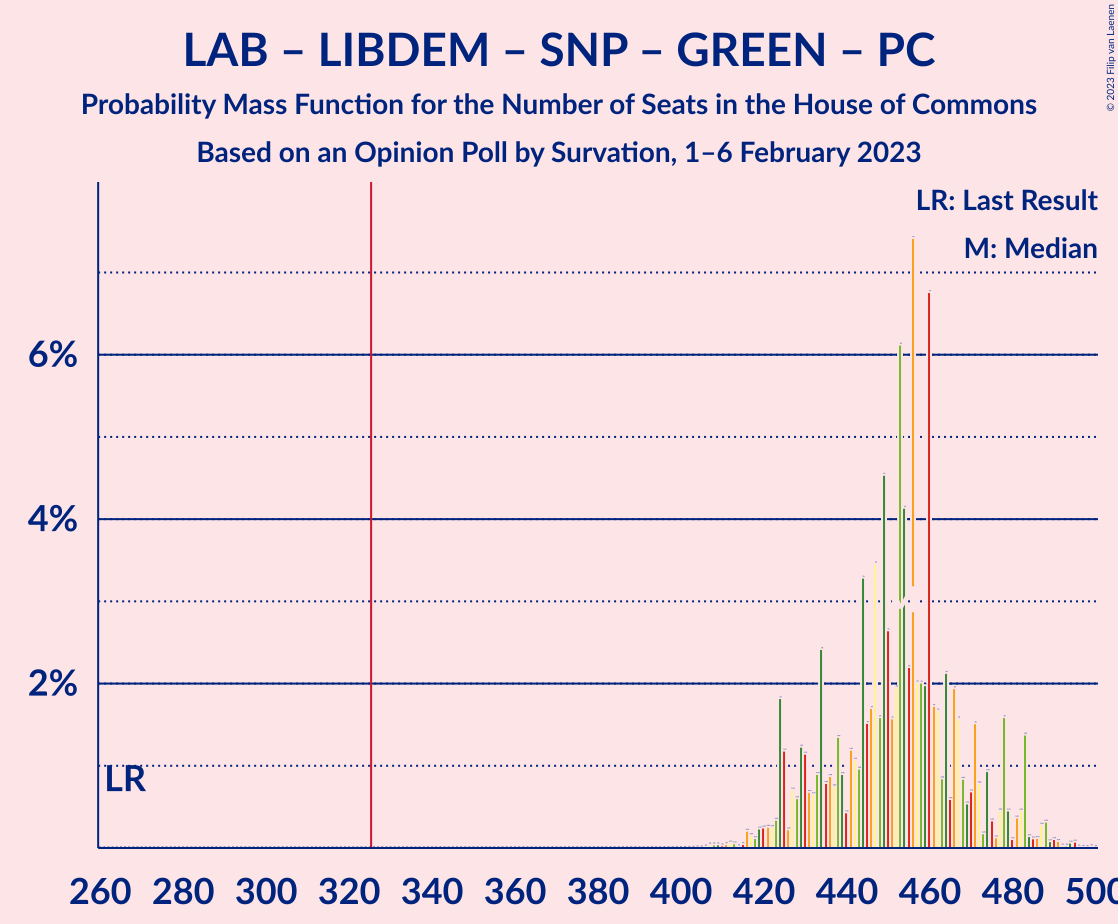 LAB – LIBDEM – SNP – GREEN – PC
Probability Mass Function for the Number of Seats in the House of Commons
Based on an Opinion Poll by Survation, 1–6 February 2023
© 2023 Filip van Laenen
LR: Last Result
M: Median
6%
4%
2%
LR
260 280 300 320 340 360 380 400 420 440 460 480 500